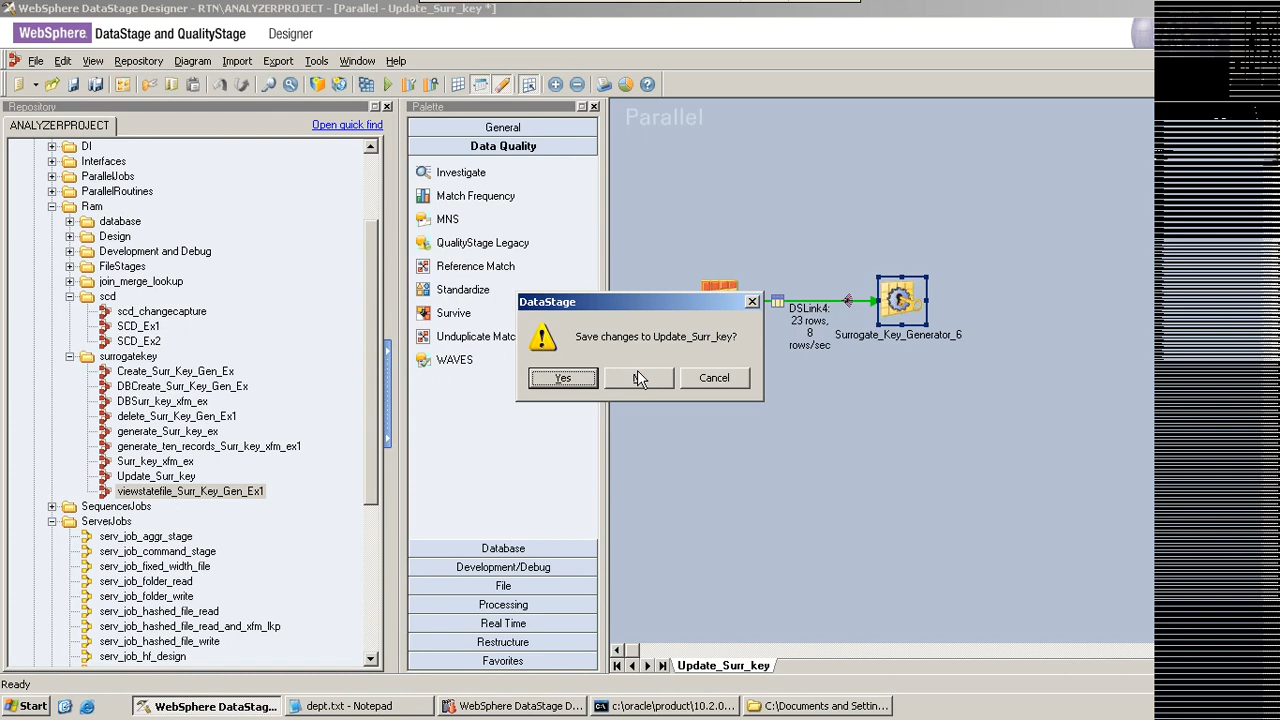 WebSphere DataStage Designer - RTN\ANALYZERPROJECT - [Parallel - Update_Surr_key *]
WebSphere. DataStage and QualityStage Designer
File Edit View Repository Diagram Import Export Tools Window Help
Repository
ANALYZERPROJECT
Open quick find
DI
Interfaces
ParallelJobs
ParallelRoutines
Ram
database
Design
Development and Debug
FileStages
join_merge_lookup
scd
scd_changecapture
SCD_Ex1
SCD_Ex2
surrogatekey
Create_Surr_Key_Gen_Ex
DBCreate_Surr_Key_Gen_Ex
DBSurr_key_xfm_ex
delete_Surr_Key_Gen_Ex1
generate_Surr_key_ex
generate_ten_records_Surr_key_xfm_ex1
Surr_key_xfm_ex
Update_Surr_key
viewstatefile_Surr_Key_Gen_Ex1
SequencerJobs
ServerJobs
serv_job_aggr_stage
serv_job_command_stage
serv_job_fixed_width_file
serv_job_folder_read
serv_job_folder_write
serv_job_hashed_file_read
serv_job_hashed_file_read_and_xfm_lkp
serv_job_hashed_file_write
serv_job_hf_design
Palette
General
Data Quality
Investigate
Match Frequency
MNS
QualityStage Legacy
Reference Match
Standardize
Survive
Unduplicate Matc
WAVES
Database
Development/Debug
File
Processing
Real Time
Restructure
Favorites
Parallel
DSLink4:
23 rows,
8
rows/sec
Surrogate_Key_Generator_6
DataStage
Save changes to Update_Surr_key?
Yes
Cancel
Update_Surr_key
Ready
Start
WebSphere DataStag...
dept.txt - Notepad
WebSphere DataStage D...
c:\oracle\product\10.2.0...
C:\Documents and Settin...